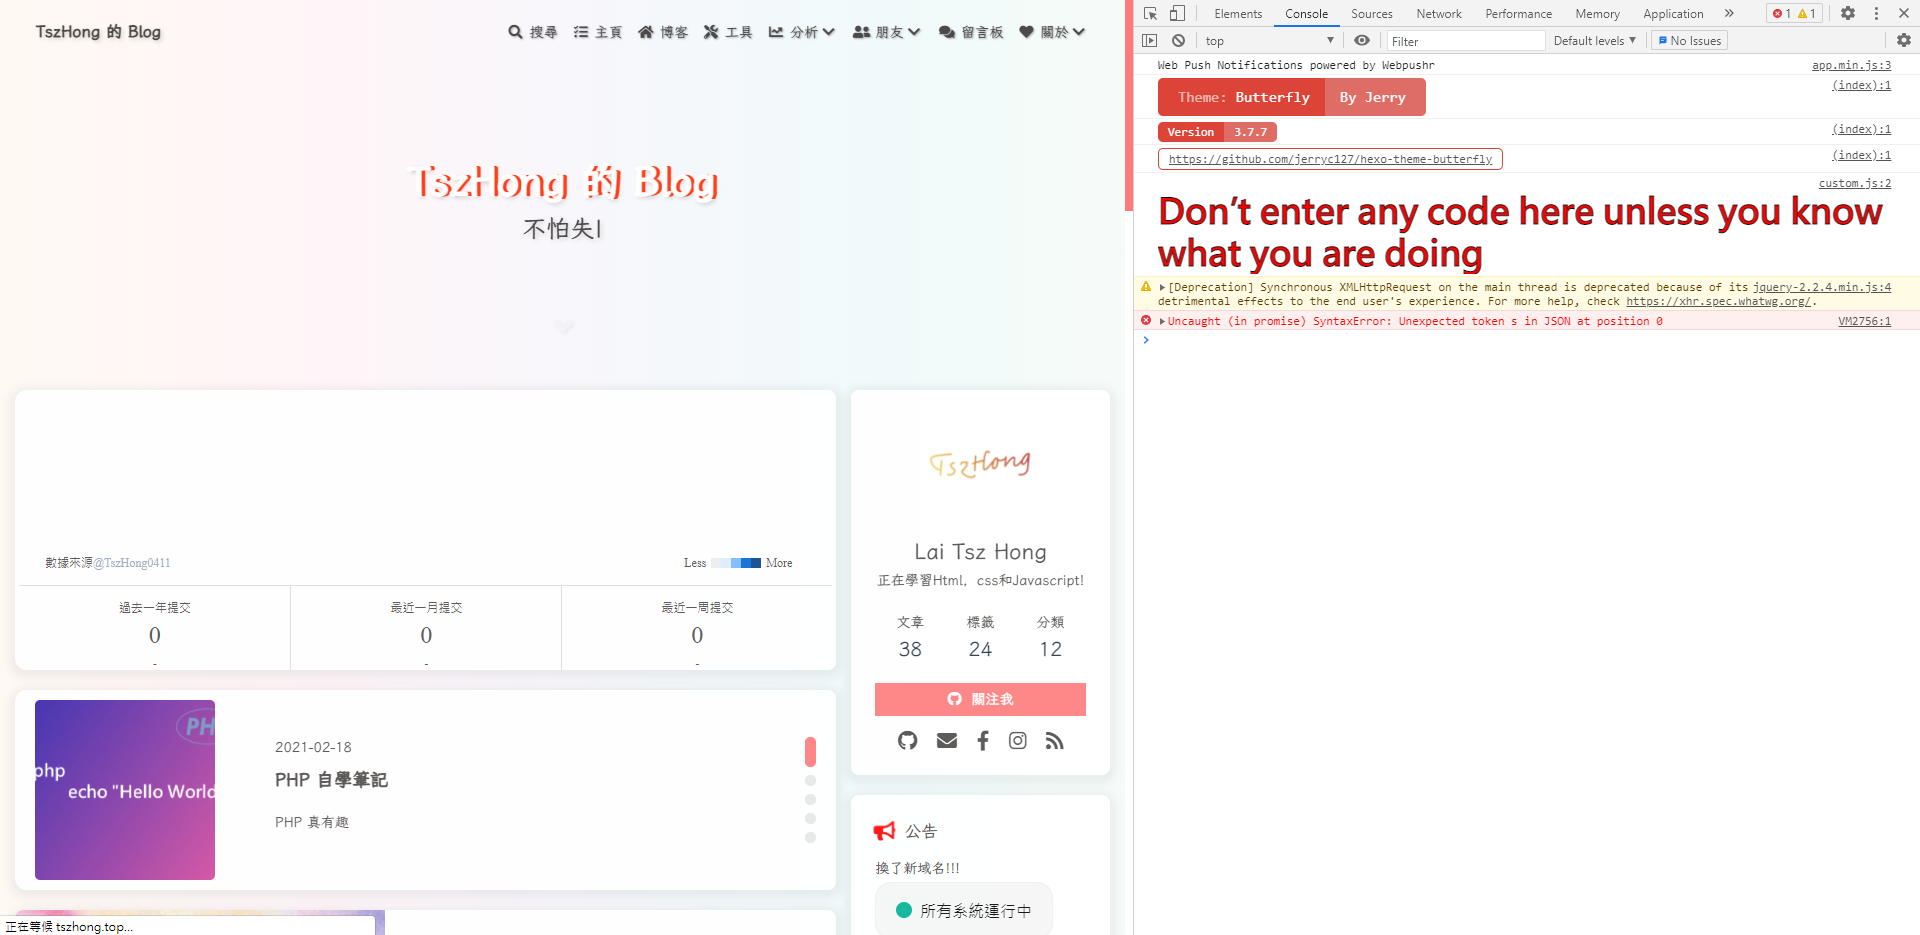 TszHong 的 Blog
搜尋 主頁 博客 工具 分析 朋友 留言板 關於
TszHong 的 Blog
不怕失|
數據來源@TszHong0411
Less More
過去一年提交 最近一月提交 最近一周提交
0 0 0
- - -
PHP
php
echo "Hello World
2021-02-18
PHP 自學筆記
PHP 真有趣
TszHong
Lai Tsz Hong
正在學習Html，css和Javascript!
文章 標籤 分類
38 24 12
關注我
公告
換了新域名!!!
所有系統運行中
正在等候 tszhong.top...
Elements Console Sources Network Performance Memory Application » 1 1
top Filter Default levels ▼ No Issues
Web Push Notifications powered by Webpushr app.min.js:3
Theme: Butterfly By Jerry (index):1
Version 3.7.7 (index):1
https://github.com/jerryc127/hexo-theme-butterfly (index):1
custom.js:2
Don't enter any code here unless you know
what you are doing
[Deprecation] Synchronous XMLHttpRequest on the main thread is deprecated because of its jquery-2.2.4.min.js:4
detrimental effects to the end user's experience. For more help, check https://xhr.spec.whatwg.org/.
Uncaught (in promise) SyntaxError: Unexpected token s in JSON at position 0 VM2756:1